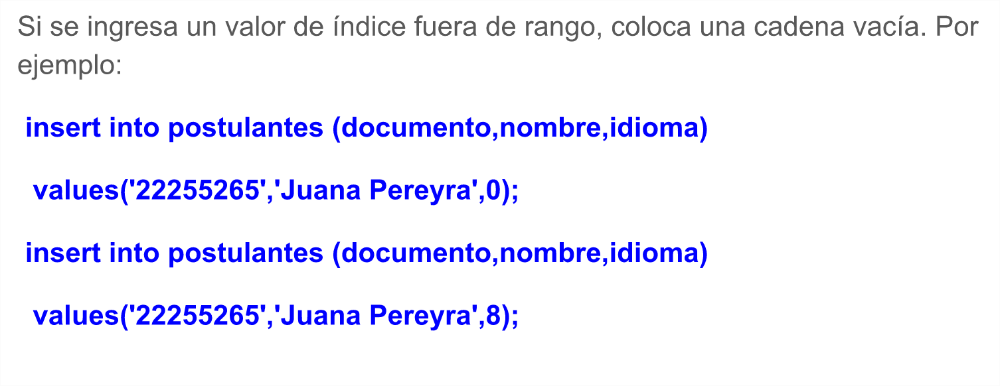 Si se ingresa un valor de índice fuera de rango, coloca una cadena vacía. Por
ejemplo:
insert into postulantes (documento,nombre,idioma)
values('22255265','Juana Pereyra',0);
insert into postulantes (documento,nombre,idioma)
values('22255265','Juana Pereyra',8);